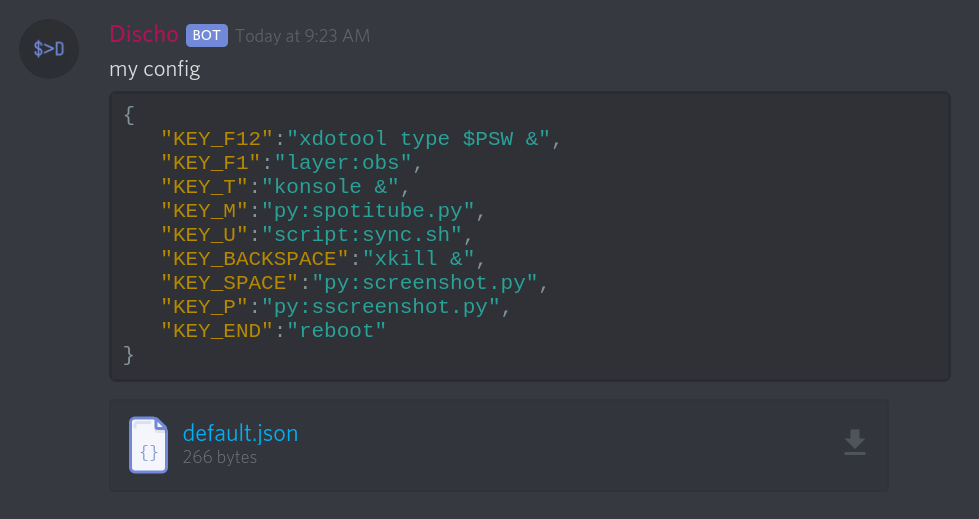 $>D
Dischо BOT Today at 9:23 AM
my config
{
   "KEY_F12":"xdotool type $PSW &",
   "KEY_F1":"layer:obs",
   "KEY_T":"konsole &",
   "KEY_M":"py:spotitube.py",
   "KEY_U":"script:sync.sh",
   "KEY_BACKSPACE":"xkill &",
   "KEY_SPACE":"py:screenshot.py",
   "KEY_P":"py:sscreenshot.py",
   "KEY_END":"reboot"
}
{}
default.json
266 bytes